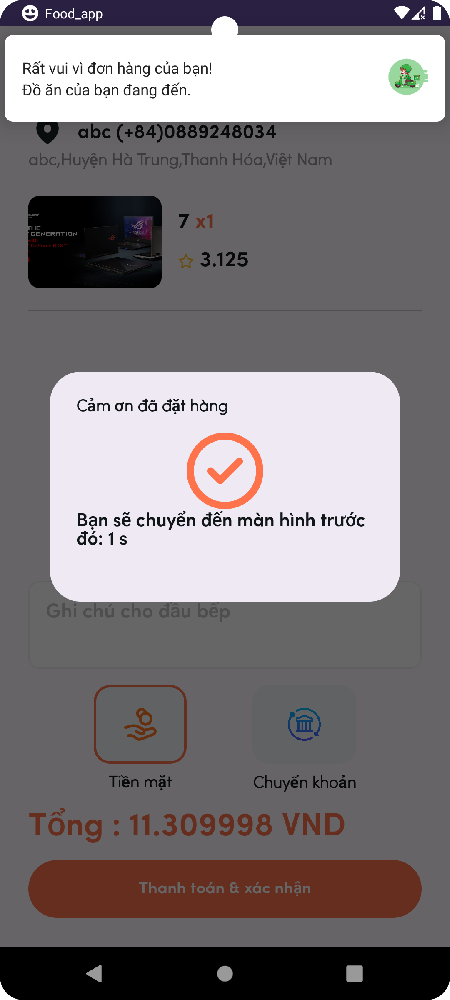 Food_app
Rất vui vì đơn hàng của bạn!
Đồ ăn của bạn đang đến.
abc (+84)0889248034
abc,Huyện Hà Trung,Thanh Hóa,Việt Nam
THE
GENERATION
with
GeForce RTX™
7 x1
3.125
Cảm ơn đã đặt hàng
Bạn sẽ chuyển đến màn hình trước
đó: 1 s
Ghi chú cho đầu bếp
Tiền mặt
Chuyển khoản
Tổng : 11.309998 VND
Thanh toán & xác nhận